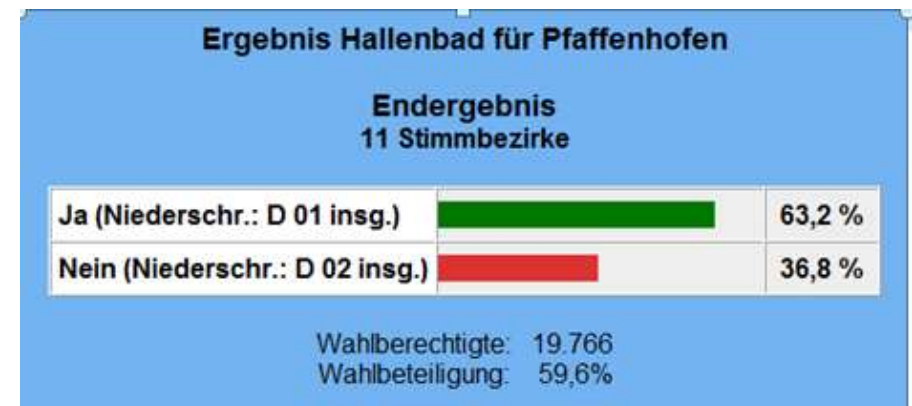 Ergebnis Hallenbad für Pfaffenhofen
Endergebnis
11 Stimmbezirke
Ja (Niederschr.: D 01 insg.) 63,2 %
Nein (Niederschr.: D 02 insg.) 36,8 %
Wahlberechtigte: 19.766
Wahlbeteiligung: 59,6%